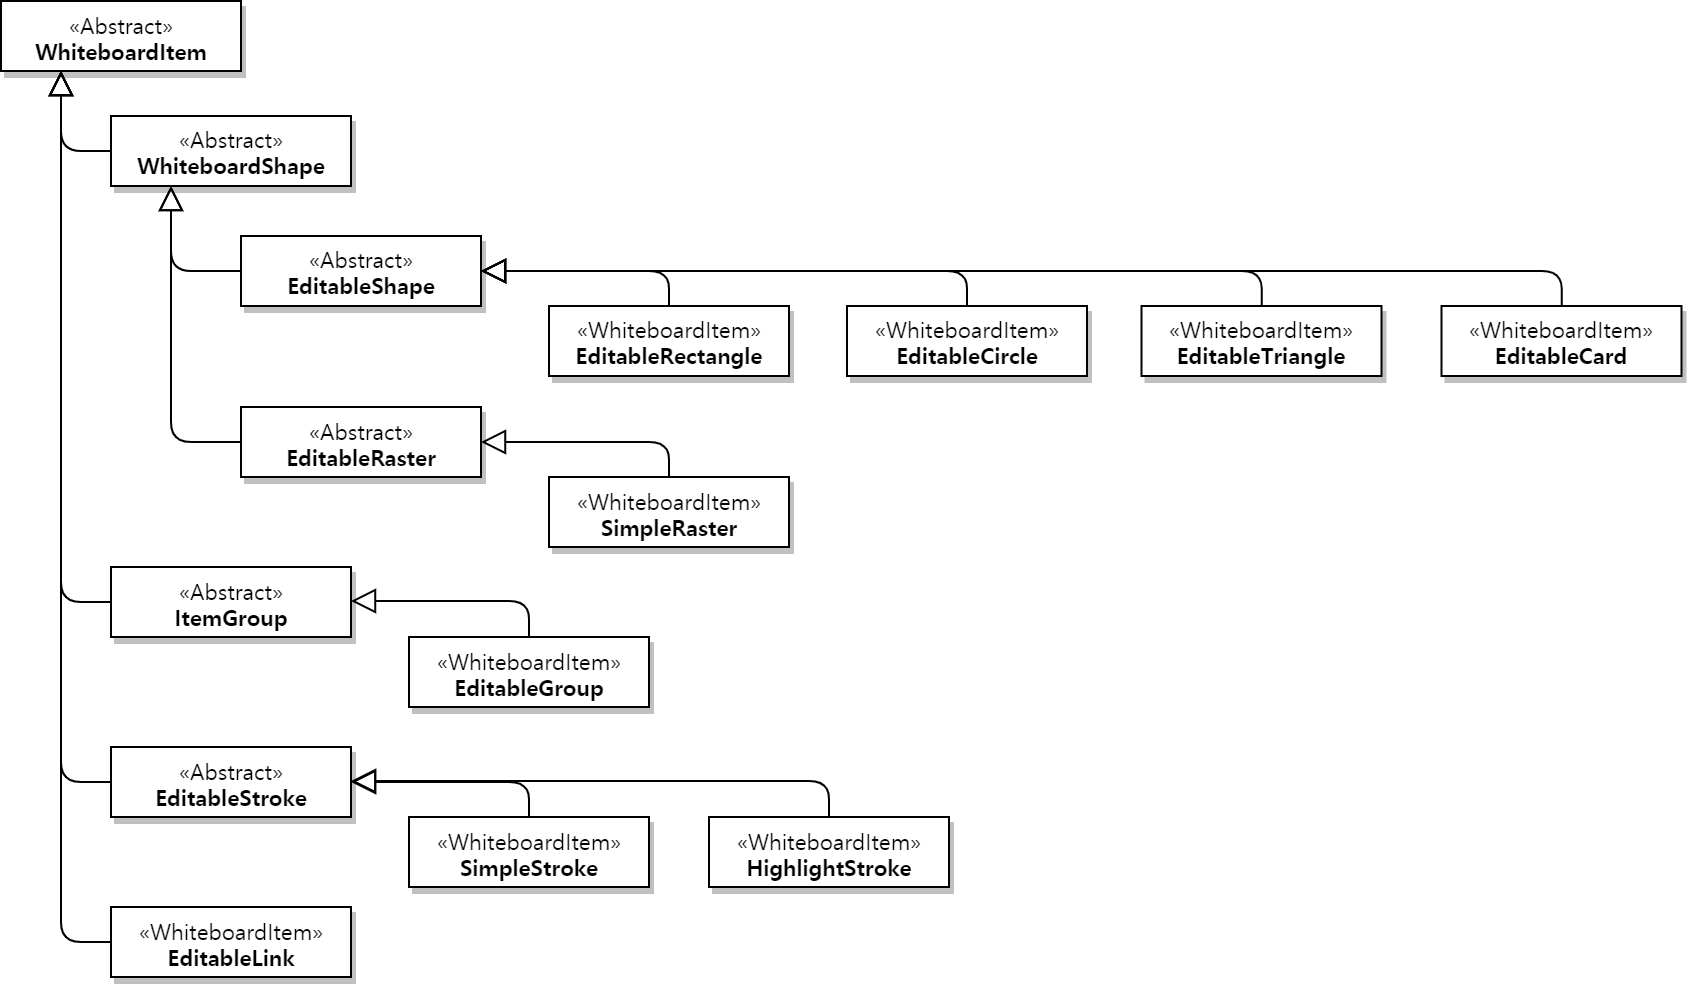 «Abstract»
WhiteboardItem
«Abstract»
WhiteboardShape
«Abstract»
EditableShape
«WhiteboardItem»
EditableRectangle
«WhiteboardItem»
EditableCircle
«WhiteboardItem»
EditableTriangle
«WhiteboardItem»
EditableCard
«Abstract»
EditableRaster
«WhiteboardItem»
SimpleRaster
«Abstract»
ItemGroup
«WhiteboardItem»
EditableGroup
«Abstract»
EditableStroke
«WhiteboardItem»
SimpleStroke
«WhiteboardItem»
HighlightStroke
«WhiteboardItem»
EditableLink